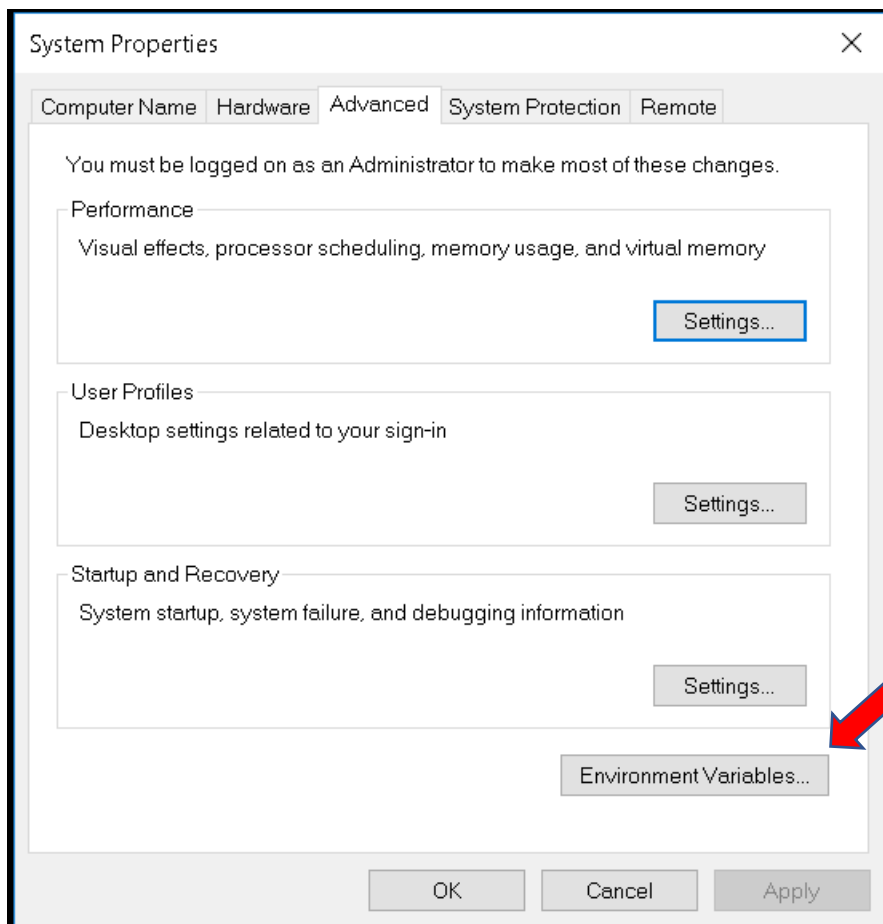 System Properties
Computer Name Hardware Advanced System Protection Remote
You must be logged on as an Administrator to make most of these changes.
Performance
Visual effects, processor scheduling, memory usage, and virtual memory
Settings...
User Profiles
Desktop settings related to your sign-in
Settings...
Startup and Recovery
System startup, system failure, and debugging information
Settings...
Environment Variables...
OK Cancel Apply